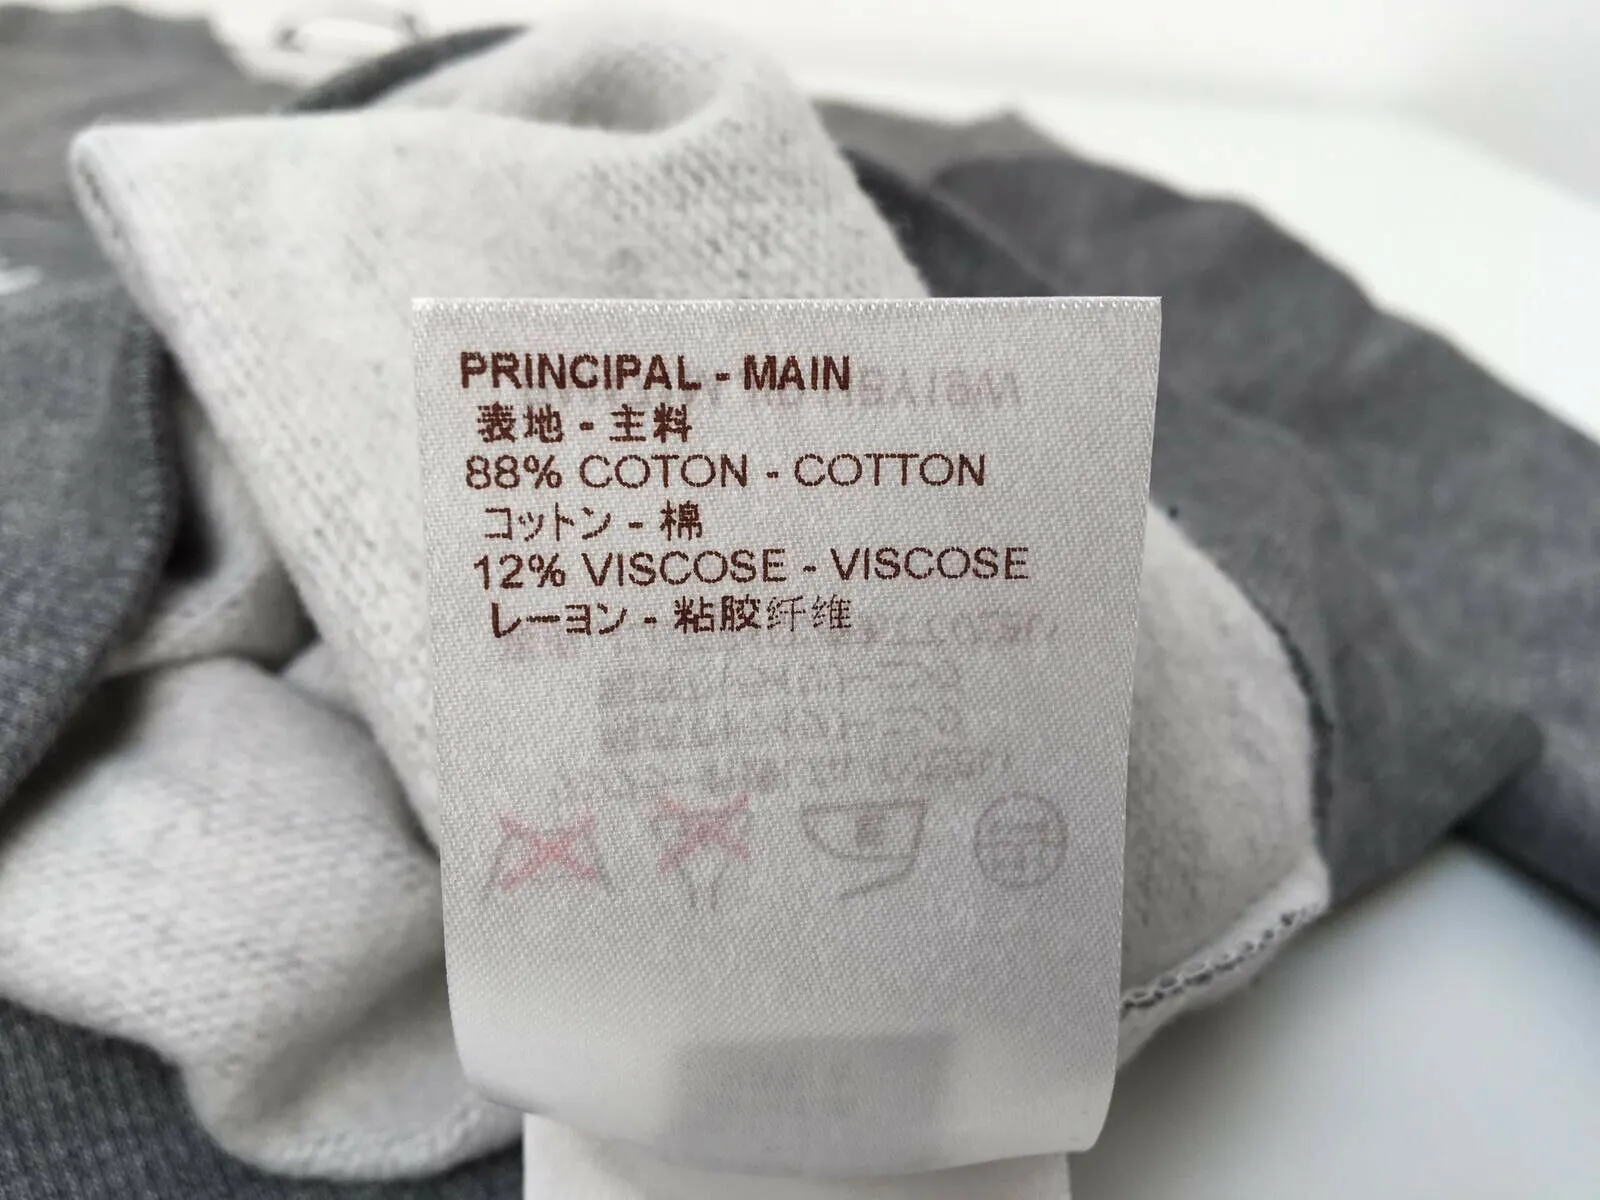 PRINCIPAL - MAIN
表地 - 主料
88% COTON - COTTON
コットン - 棉
12% VISCOSE - VISCOSE
レーヨン - 粘胶纤维